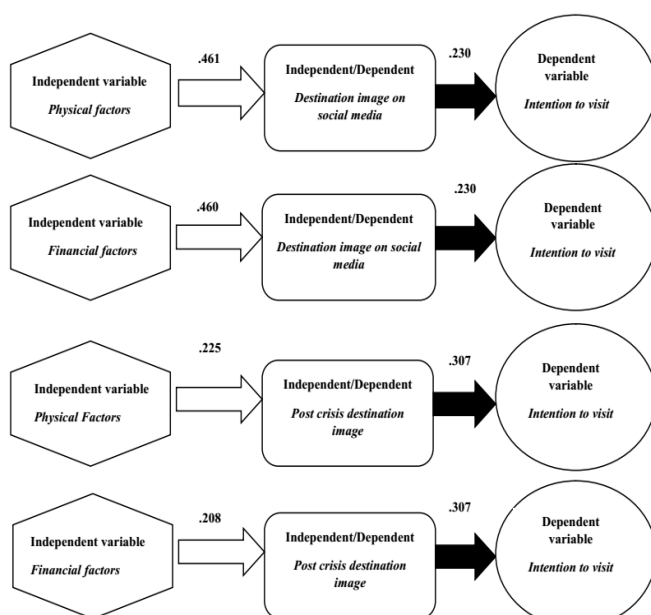 .461
.230
Independent variable
Physical factors
Independent/Dependent
Destination image on
social media
Dependent
variable
Intention to visit
.460
.230
Independent variable
Financial factors
Independent/Dependent
Destination image on social
media
Dependent
variable
Intention to visit
.225
.307
Independent variable
Physical Factors
Independent/Dependent
Post crisis destination
image
Dependent
variable
Intention to visit
.208
.307
Independent variable
Financial factors
Independent/Dependent
Post crisis destination
image
Dependent
variable
Intention to visit